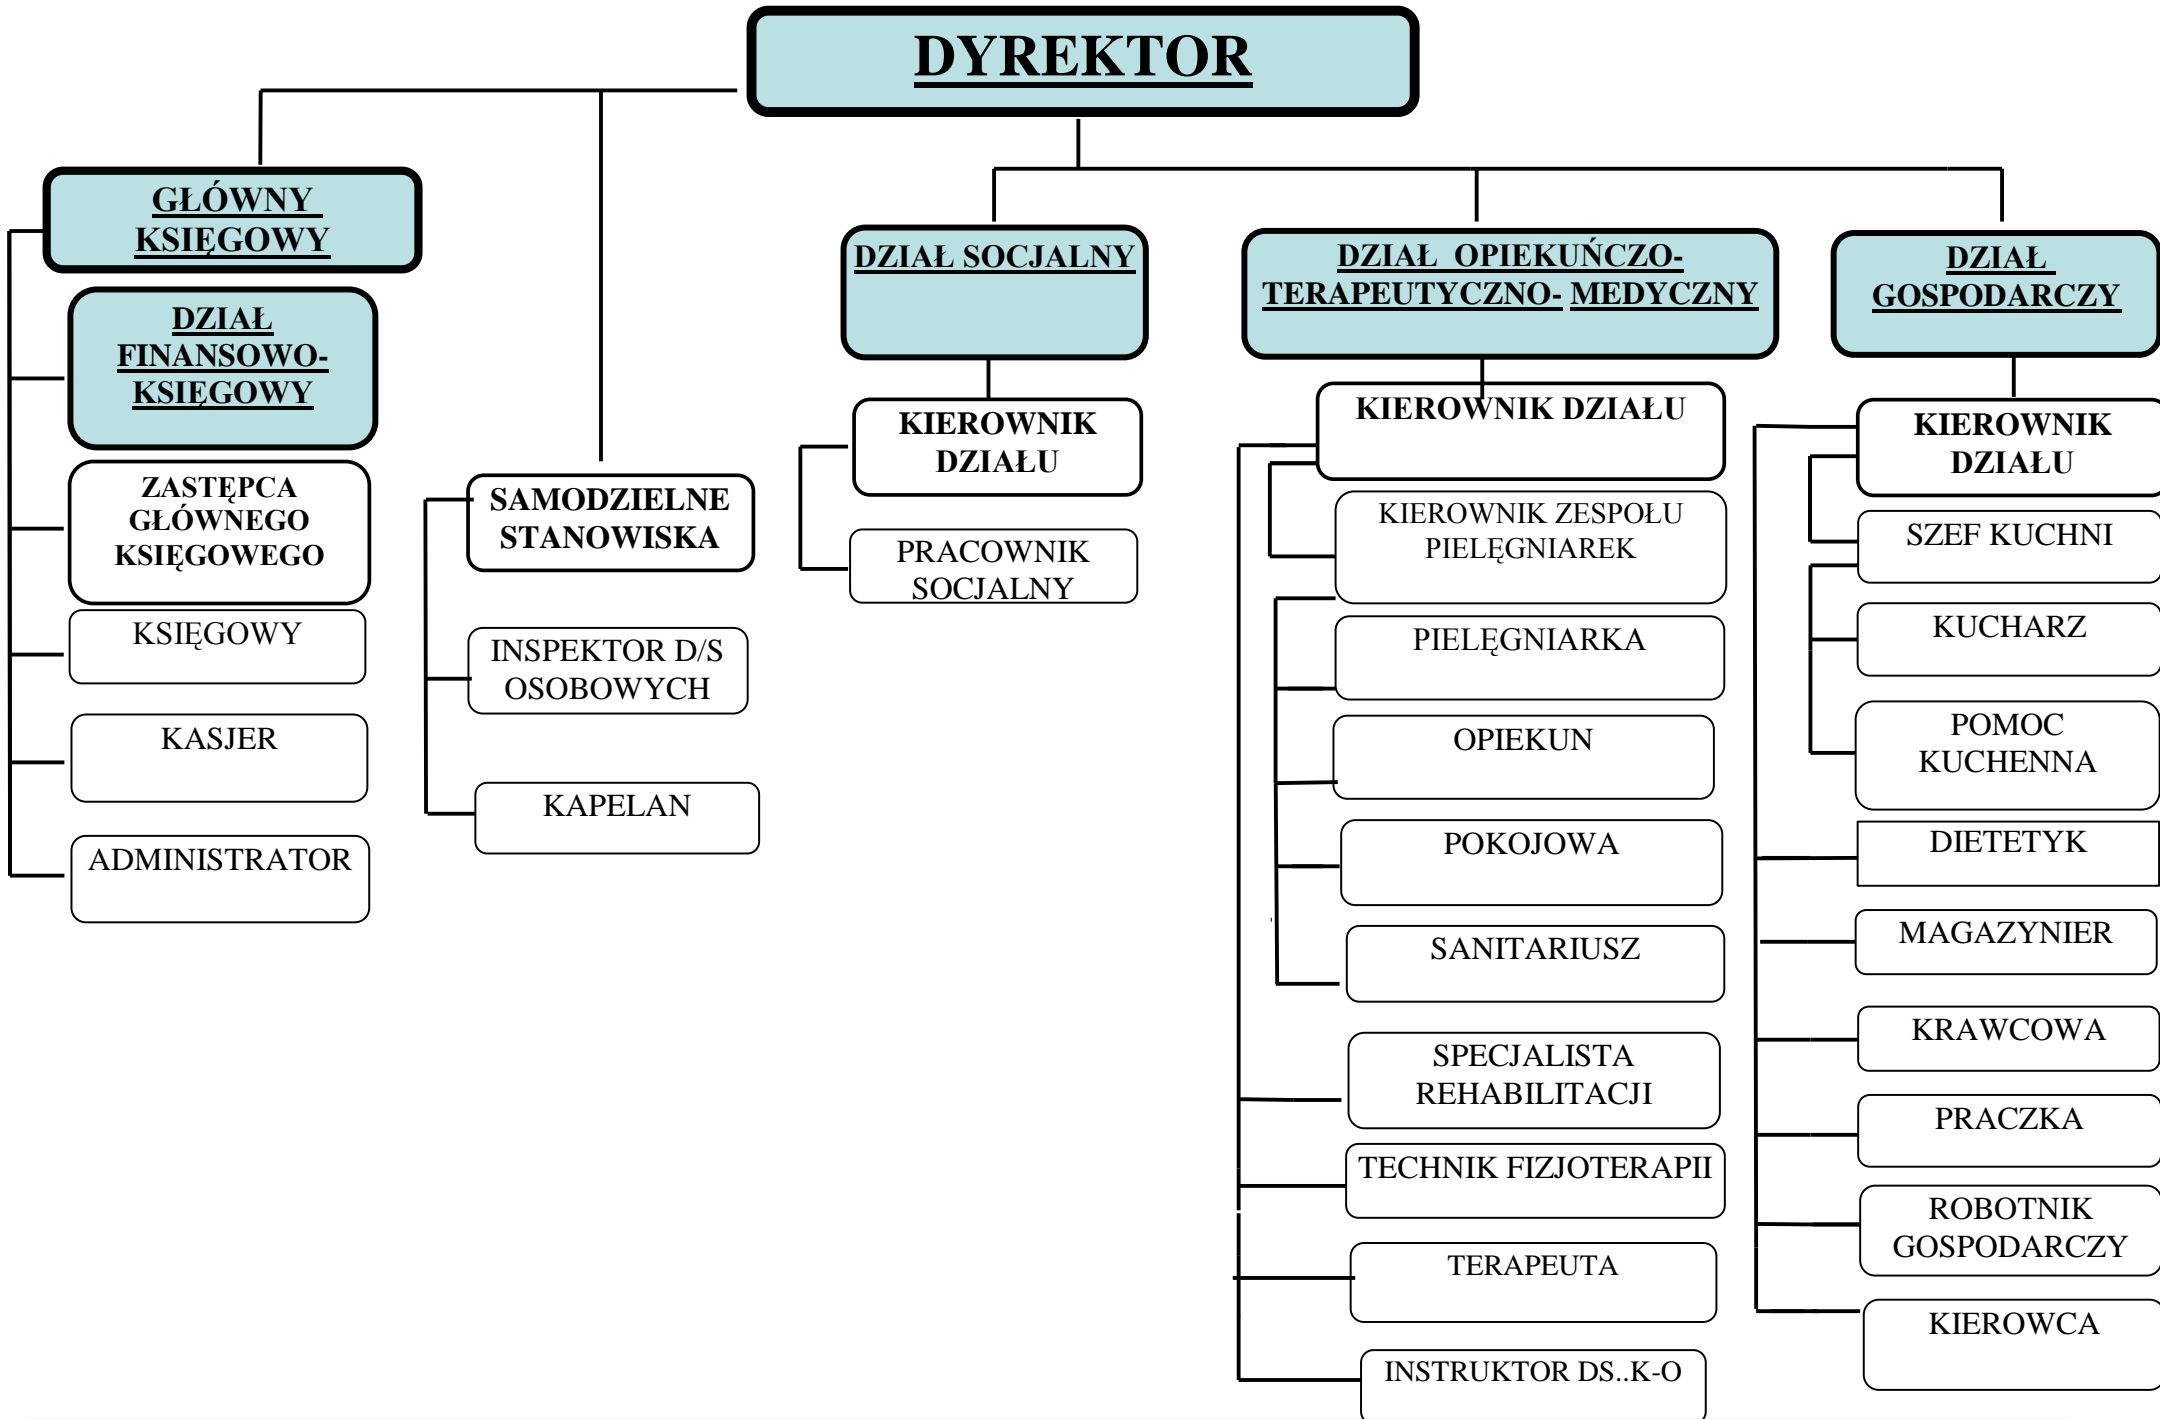 DYREKTOR
GŁÓWNY
KSIĘGOWY
DZIAŁ
FINANSOWO-
KSIĘGOWY
ZASTĘPCA
GŁÓWNEGO
KSIĘGOWEGO
KSIĘGOWY
KASJER
ADMINISTRATOR
SAMODZIELNE
STANOWISKA
INSPEKTOR D/S
OSOBOWYCH
KAPELAN
DZIAŁ SOCJALNY
KIEROWNIK
DZIAŁU
PRACOWNIK
SOCJALNY
DZIAŁ OPIEKUŃCZO-
TERAPEUTYCZNO- MEDYCZNY
KIEROWNIK DZIAŁU
KIEROWNIK ZESPOŁU
PIELĘGNIAREK
PIELĘGNIARKA
OPIEKUN
POKOJOWA
SANITARIUSZ
SPECJALISTA
REHABILITACJI
TECHNIK FIZJOTERAPII
TERAPEUTA
INSTRUKTOR DS..K-O
DZIAŁ
GOSPODARCZY
KIEROWNIK
DZIAŁU
SZEF KUCHNI
KUCHARZ
POMOC
KUCHENNA
DIETETYK
MAGAZYNIER
KRAWCOWA
PRACZKA
ROBOTNIK
GOSPODARCZY
KIEROWCA